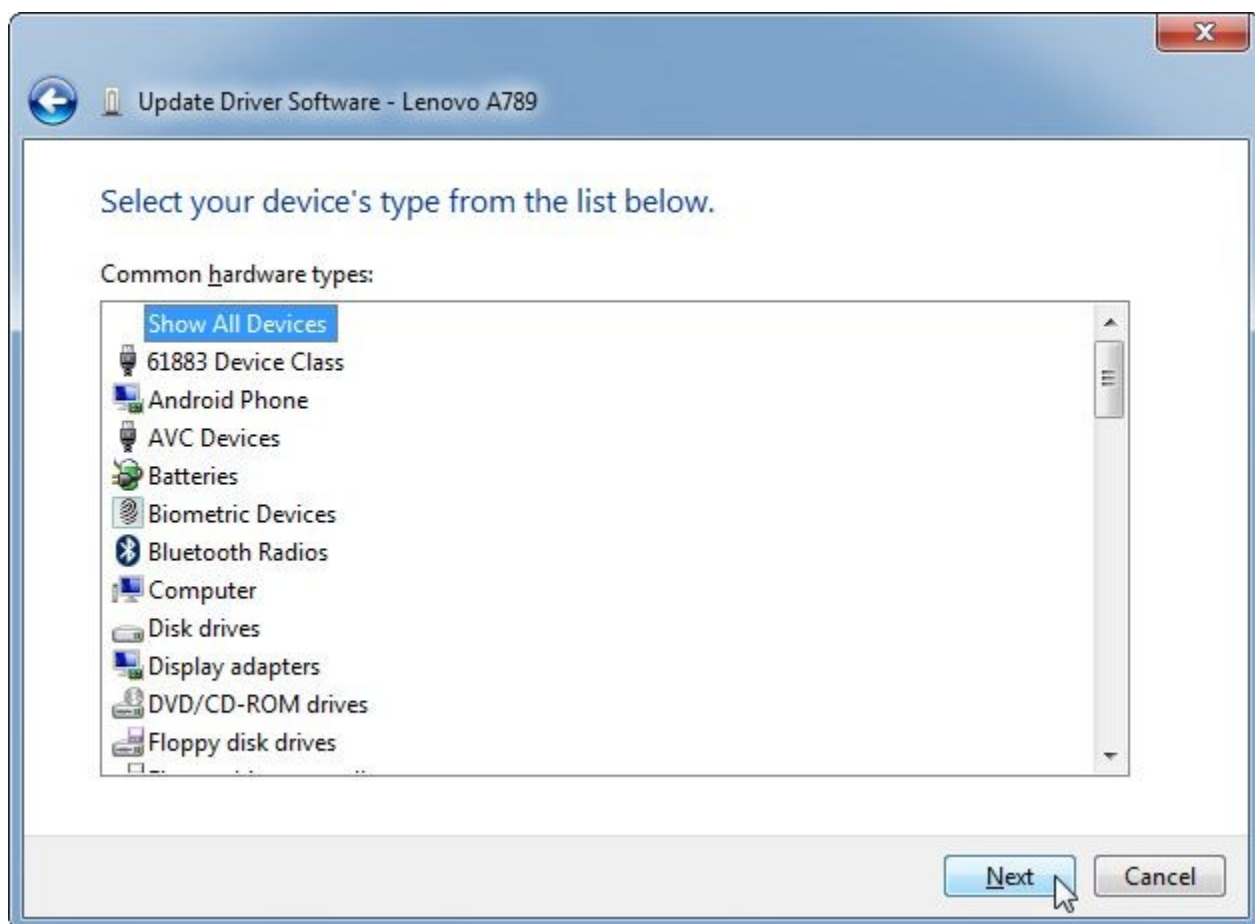 Update Driver Software - Lenovo A789
Select your device's type from the list below.
Common hardware types:
Show All Devices
61883 Device Class
Android Phone
AVC Devices
Batteries
Biometric Devices
Bluetooth Radios
Computer
Disk drives
Display adapters
DVD/CD-ROM drives
Floppy disk drives
Next
Cancel